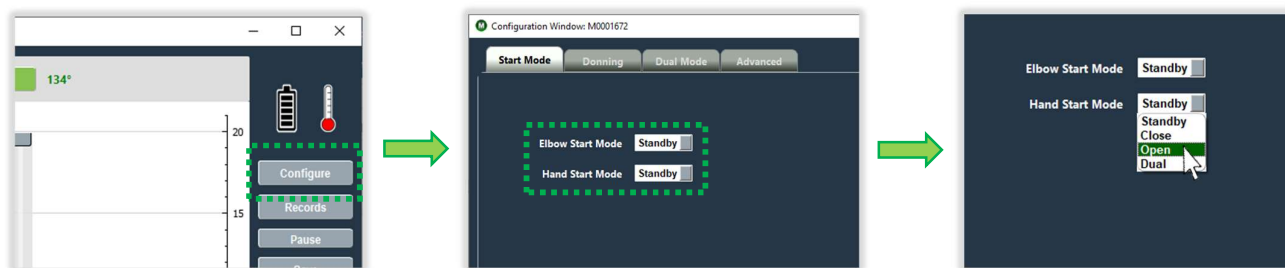 134°
20
Configure
Records
15
Pause
M Configuration Window: M0001672
Start Mode Donning Dual Mode Advanced
Elbow Start Mode Standby
Hand Start Mode Standby
Elbow Start Mode Standby
Hand Start Mode Standby
Standby
Close
Open
Dual